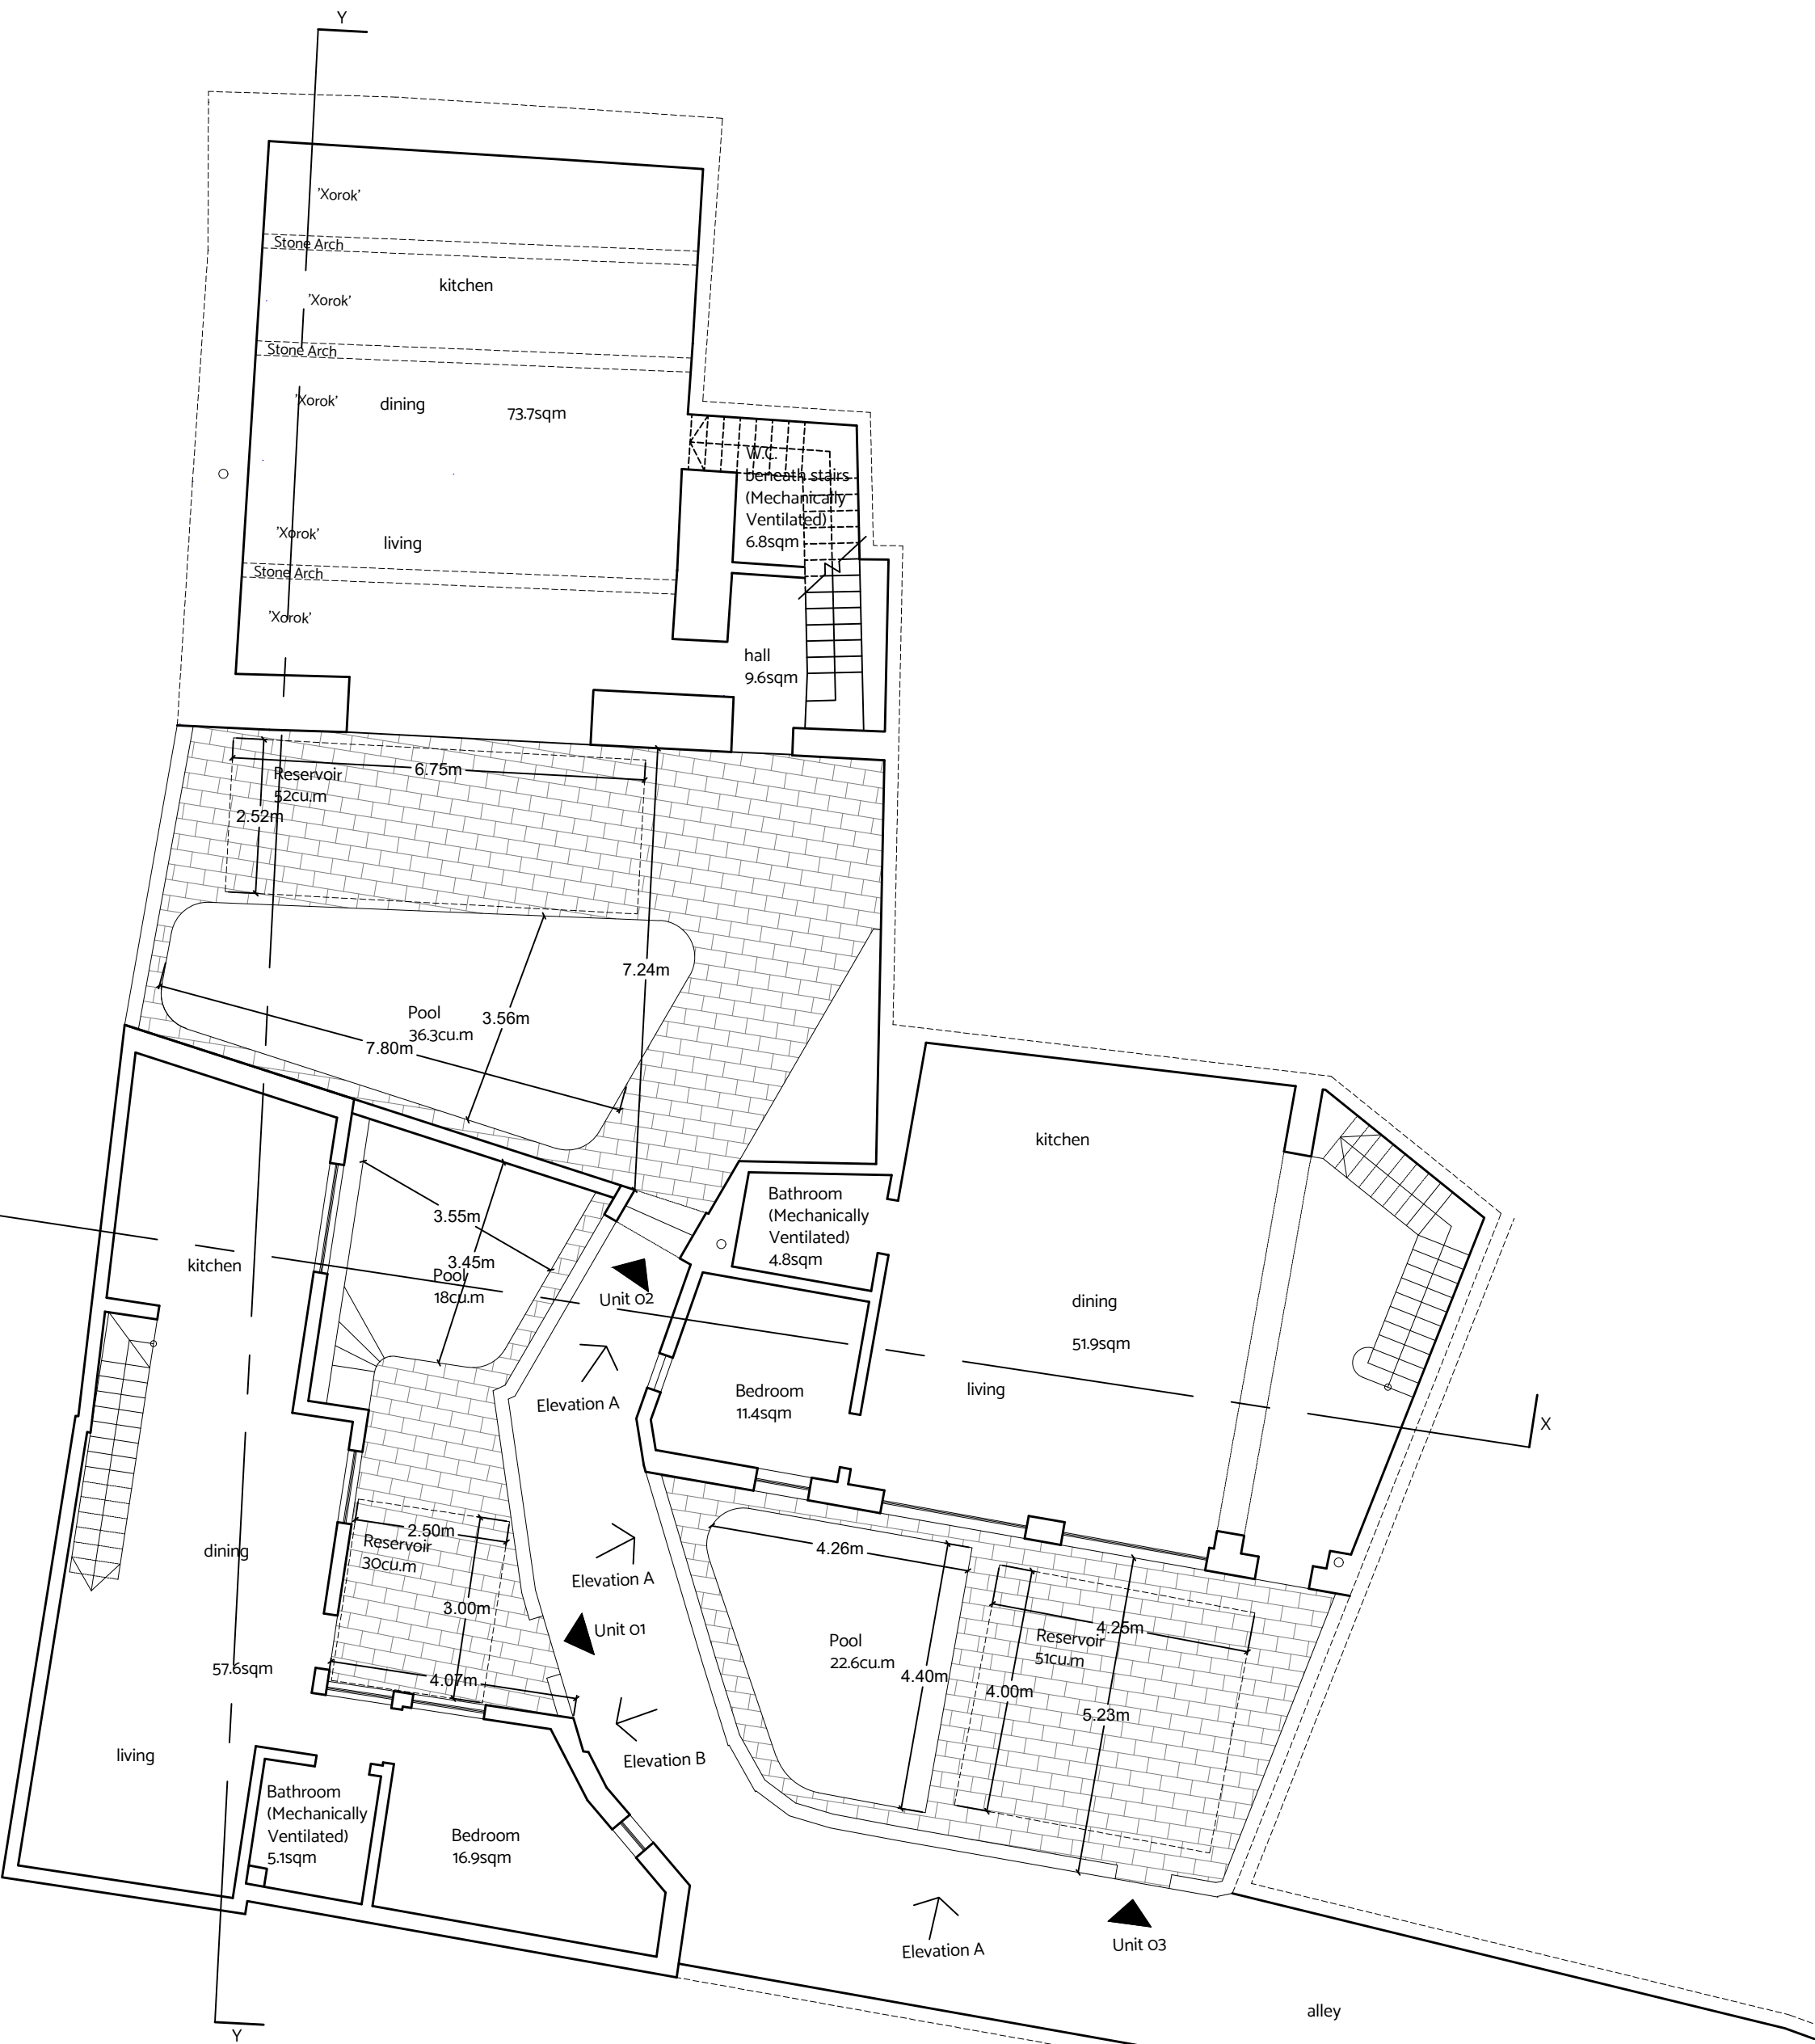 Y
'Xorok'
Stone Arch
kitchen
'Xorok'
Stone Arch
'Xorok'
dining
73.7sqm
W.C.
beneath stairs
(Mechanically
Ventilated)
6.8sqm
'Xorok'
living
Stone Arch
'Xorok'
hall
9.6sqm
6.75m
Reservoir
52cu.m
2.52m
7.24m
Pool
36.3cu.m
3.56m
7.80m
kitchen
Bathroom
(Mechanically
Ventilated)
4.8sqm
3.55m
3.45m
Pool
18cu.m
kitchen
Unit 02
dining
51.9sqm
living
Bedroom
11.4sqm
Elevation A
X
2.50m
Reservoir
30cu.m
dining
3.00m
Elevation A
Unit 01
4.26m
4.25m
Reservoir
51cu.m
Pool
22.6cu.m
4.40m
4.00m
5.23m
57.6sqm
4.07m
living
Elevation B
Bathroom
(Mechanically
Ventilated)
5.1sqm
Bedroom
16.9sqm
Elevation A
Unit 03
alley
Y